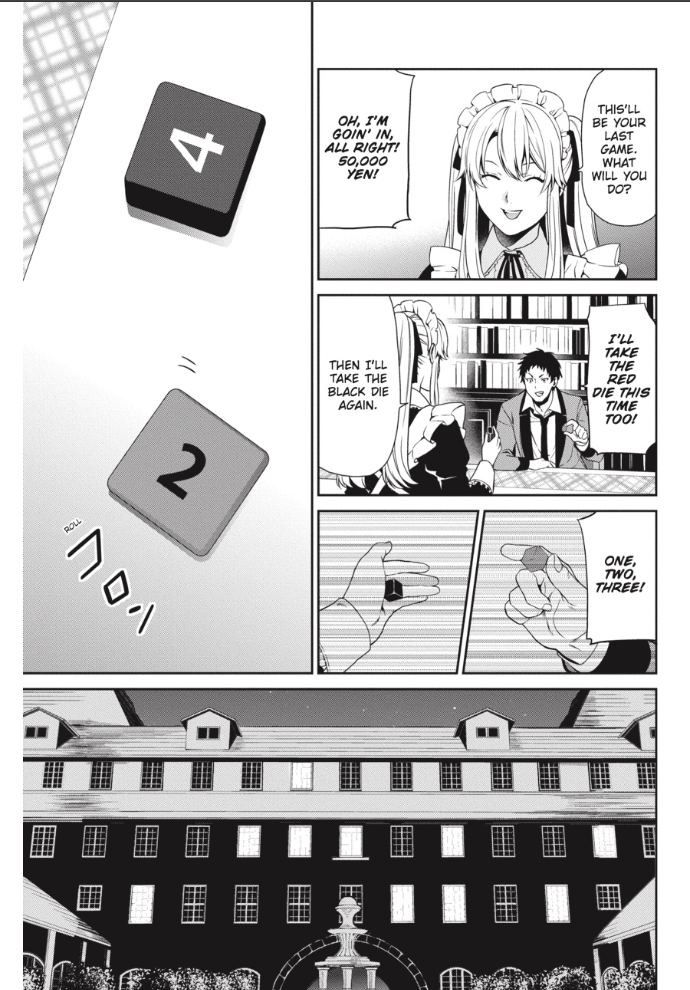 THIS'LL
BE YOUR
LAST
GAME.
WHAT
WILL YOU
DO?
OH, I'M
GOIN' IN,
ALL RIGHT!
50,000
YEN!
I'LL
TAKE
THE
RED
DIE THIS
TIME
TOO!
THEN I'LL
TAKE THE
BLACK DIE
AGAIN.
ONE,
TWO,
THREE!
4
2
ROLL
コロン